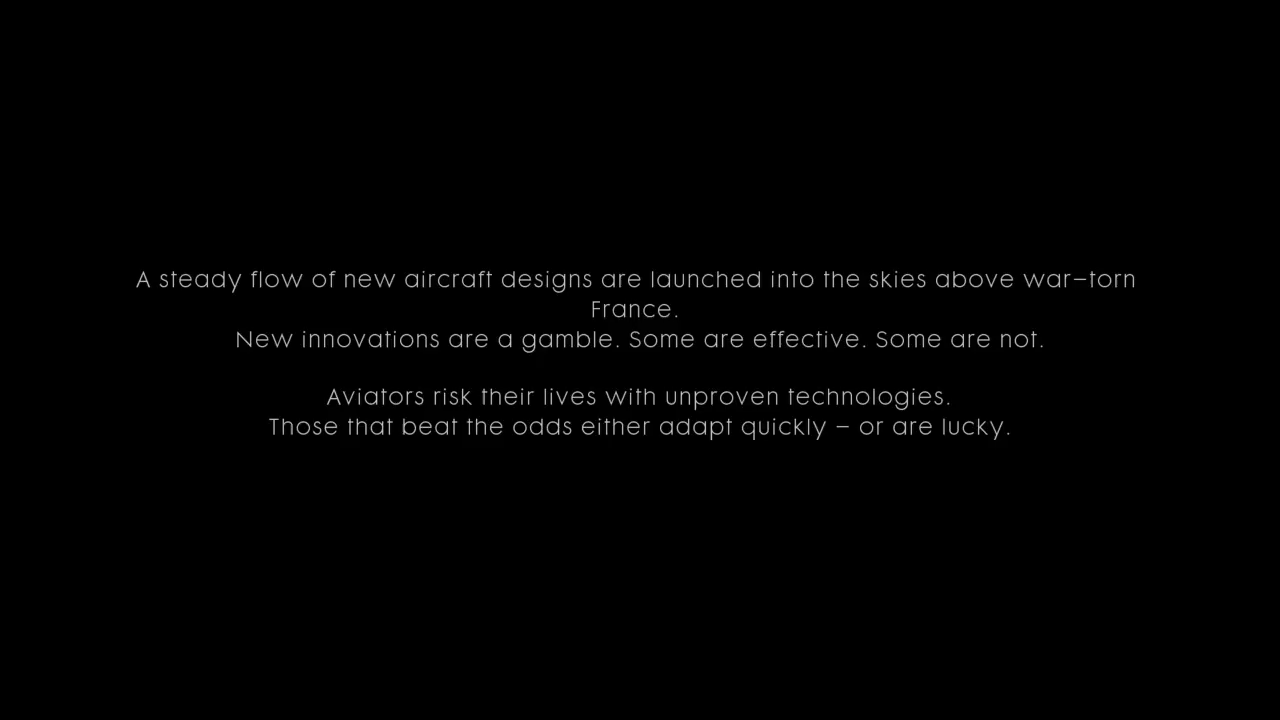 A steady flow of new aircraft designs are launched into the skies above war–torn
France.
New innovations are a gamble. Some are effective. Some are not.
Aviators risk their lives with unproven technologies.
Those that beat the odds either adapt quickly – or are lucky.